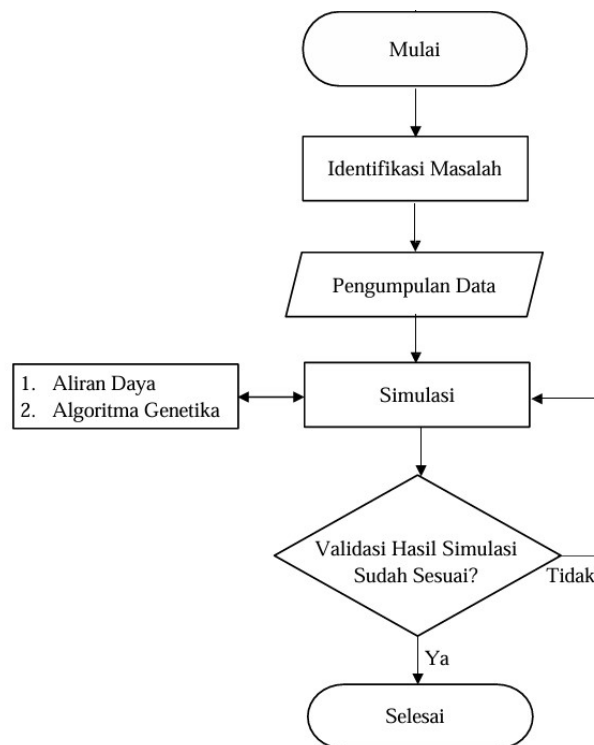 Mulai
Identifikasi Masalah
Pengumpulan Data
1. Aliran Daya
2. Algoritma Genetika
Simulasi
Validasi Hasil Simulasi
Sudah Sesuai?
Tidak
Ya
Selesai